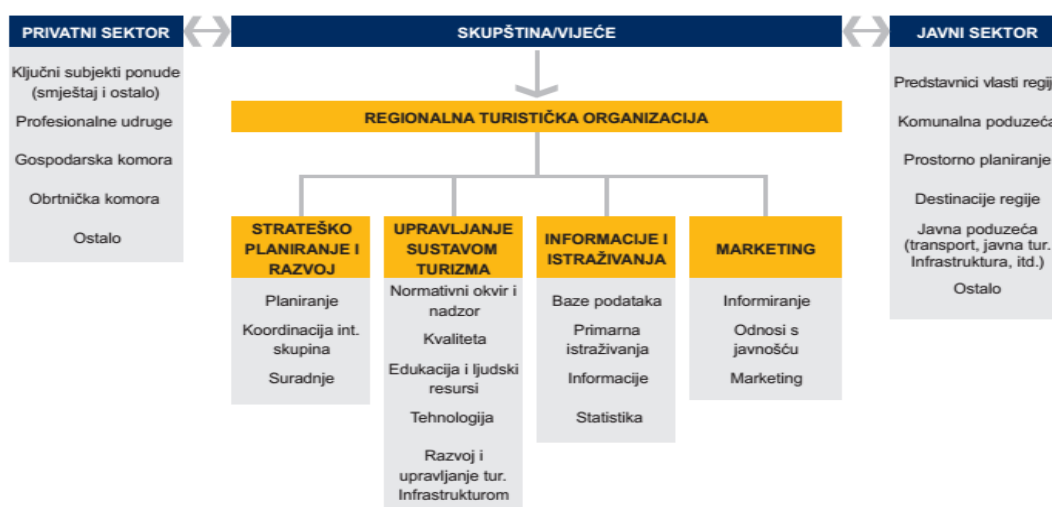 PRIVATNI SEKTOR
Ključni subjekti ponude
(smještaj i ostalo)
Profesionalne udruge
Gospodarska komora
Obrtnička komora
Ostalo
SKUPŠTINA/VIJEĆE
REGIONALNA TURISTIČKA ORGANIZACIJA
STRATEŠKO
PLANIRANJE I
RAZVOJ
Planiranje
Koordinacija int.
skupina
Suradnje
UPRAVLJANJE
SUSTAVOM
TURIZMA
Normativni okvir i
nadzor
Kvaliteta
Edukacija i ljudski
resursi
Tehnologija
Razvoj i
upravljanje tur.
Infrastrukturom
INFORMACIJE I
ISTRAŽIVANJA
Baze podataka
Primarna
istraživanja
Informacije
Statistika
MARKETING
Informiranje
Odnosi s
javnošću
Marketing
JAVNI SEKTOR
Predstavnici vlasti
Komunalna poduzeća
Prostorno planiranje
Destinacije regije
Javna poduzeća
(transport, javna tur.
Infrastruktura, itd.)
Ostalo